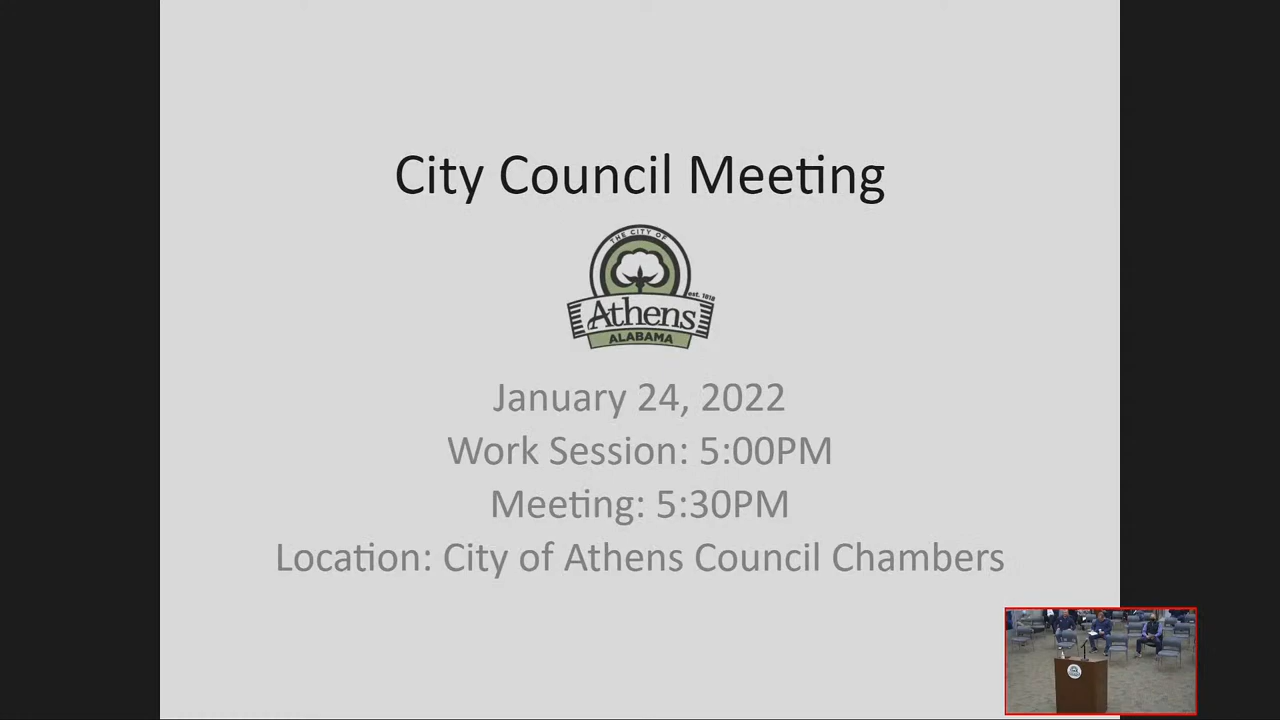 City Council Meeting
THE CITY OF
est. 1818
Athens
ALABAMA
January 24, 2022
Work Session: 5:00PM
Meeting: 5:30PM
Location: City of Athens Council Chambers